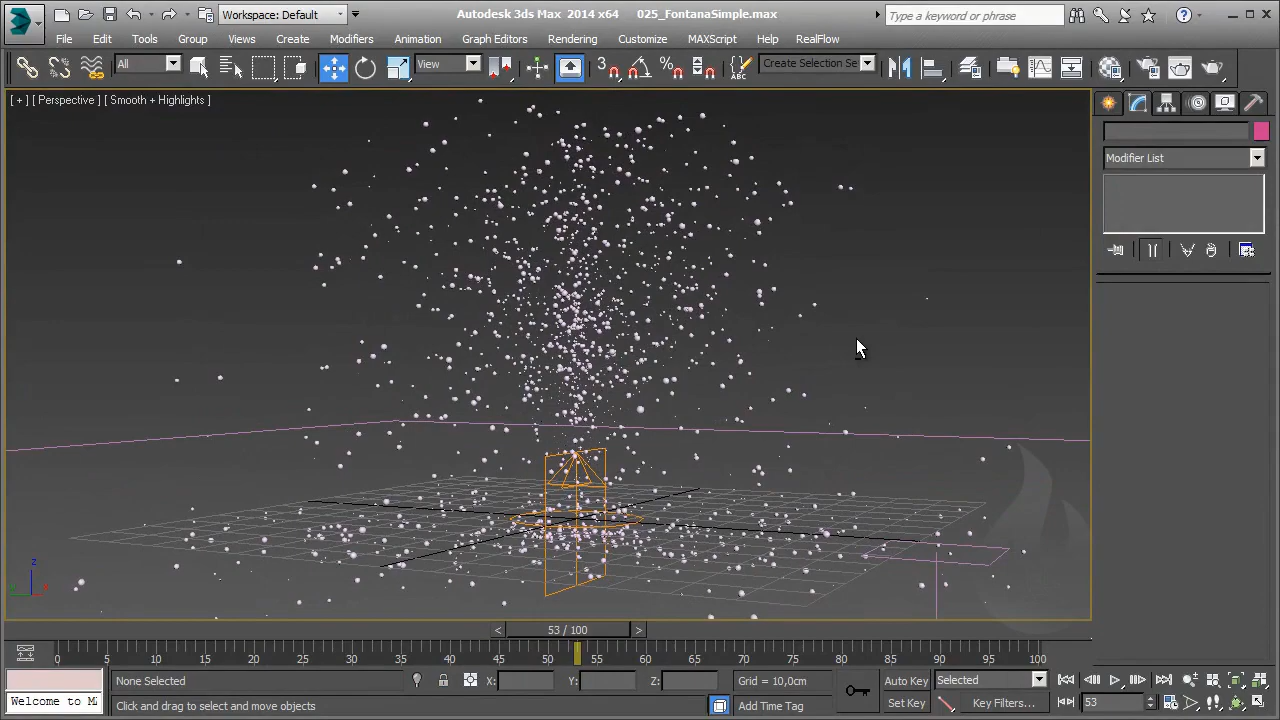 Workspace: Default
Autodesk 3ds Max 2014 x64 025_FontanaSimple.max
Type a keyword or phrase
File Edit Tools Group Views Create Modifiers Animation Graph Editors Rendering Customize MAXScript Help RealFlow
All
View
3
Create Selection Se
[ + ] [ Perspective ] [ Smooth + Highlights ]
Modifier List
z
x
< 53 / 100 >
0 5 10 15 20 25 30 35 40 45 50 55 60 65 70 75 80 85 90 95 100
None Selected
X: Y: Z:
Grid = 10,0cm
Auto Key
Selected
Welcome to M
Click and drag to select and move objects
Add Time Tag
Set Key
Key Filters...
53